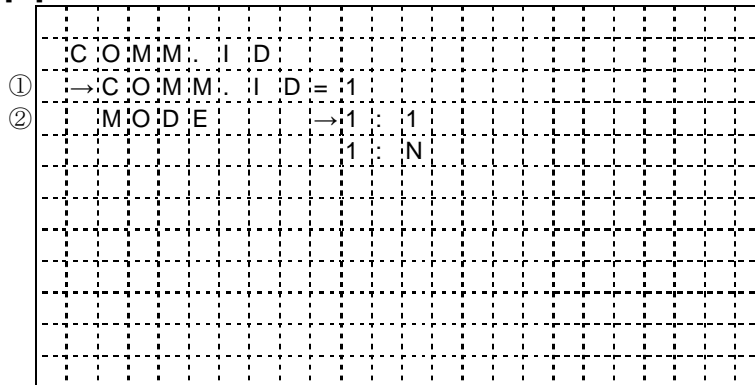 COMM. ID
① →COMM. ID=1
② MODE →1:1
1:N